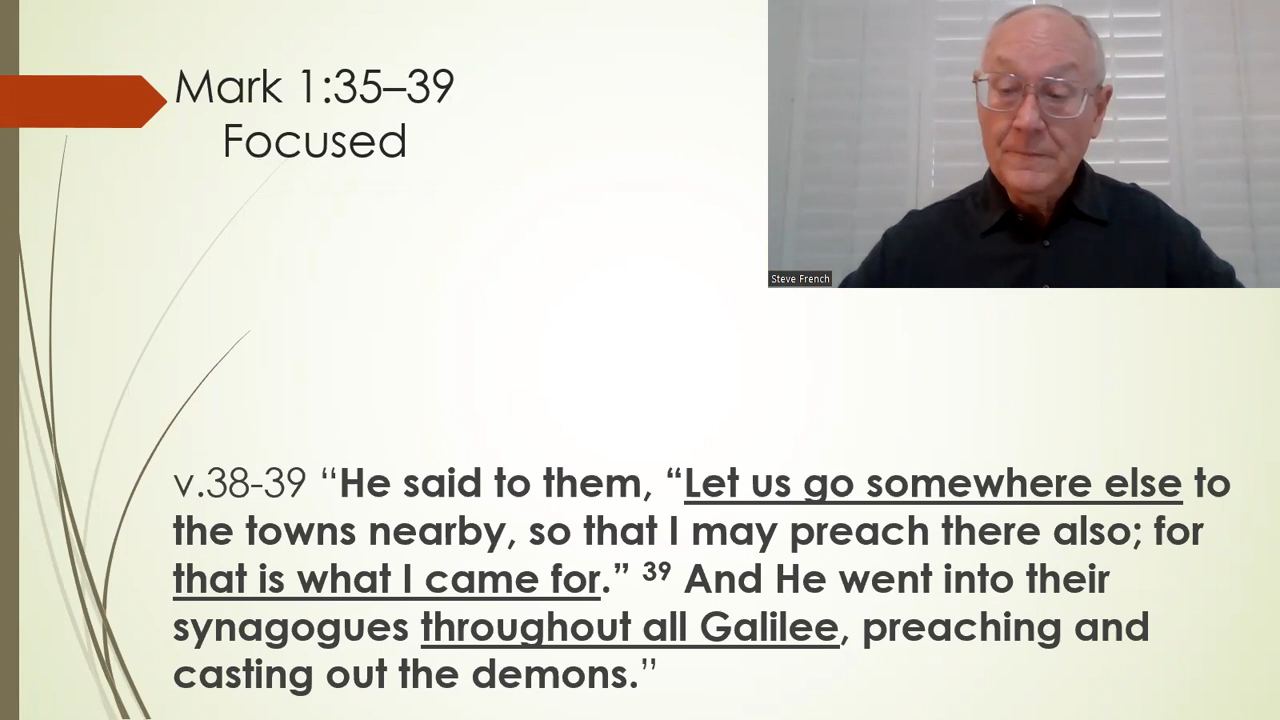 Mark 1:35–39
Focused
Steve French
v.38-39 “He said to them, “Let us go somewhere else to
the towns nearby, so that I may preach there also; for
that is what I came for.” 39 And He went into their
synagogues throughout all Galilee, preaching and
casting out the demons.”